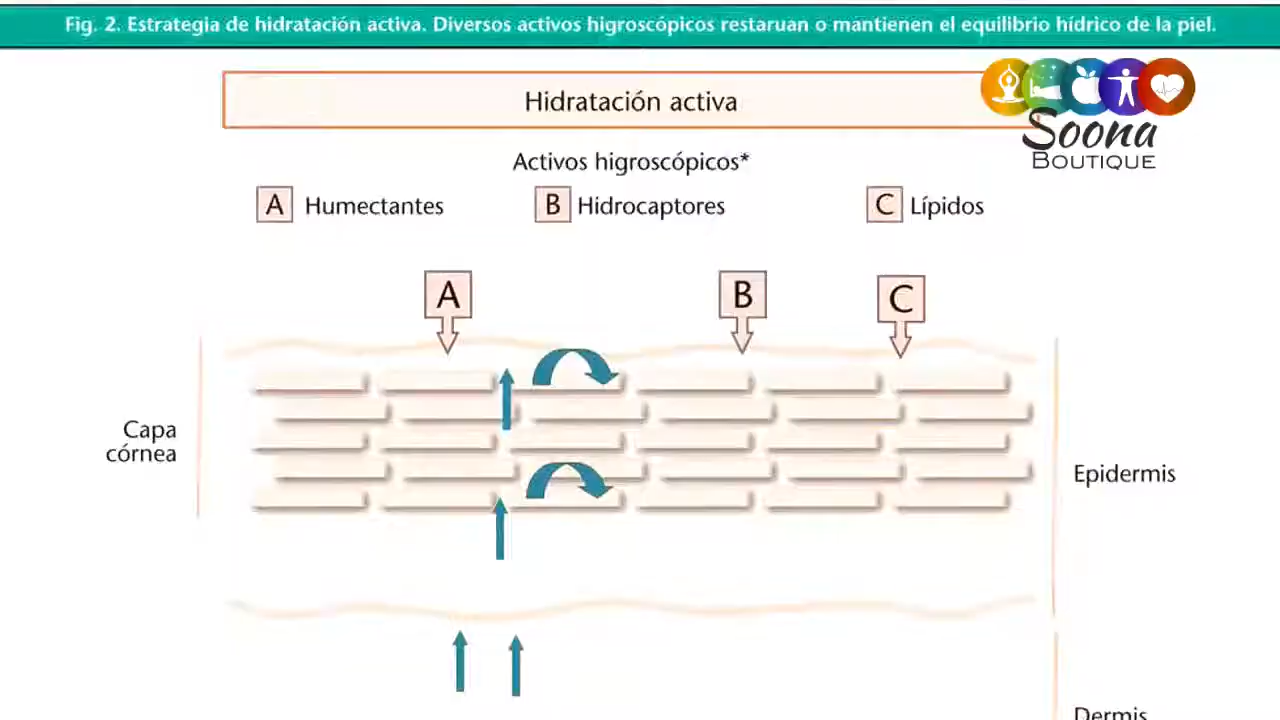 Fig. 2. Estrategia de hidratación activa. Diversos activos higroscópicos restaruan o mantienen el equilibrio hídrico de la piel.
Hidratación activa
Soona
BOUTIQUE
Activos higroscópicos*
A Humectantes
B Hidrocaptores
C Lípidos
A
B
C
Capa
córnea
Epidermis
Dermis